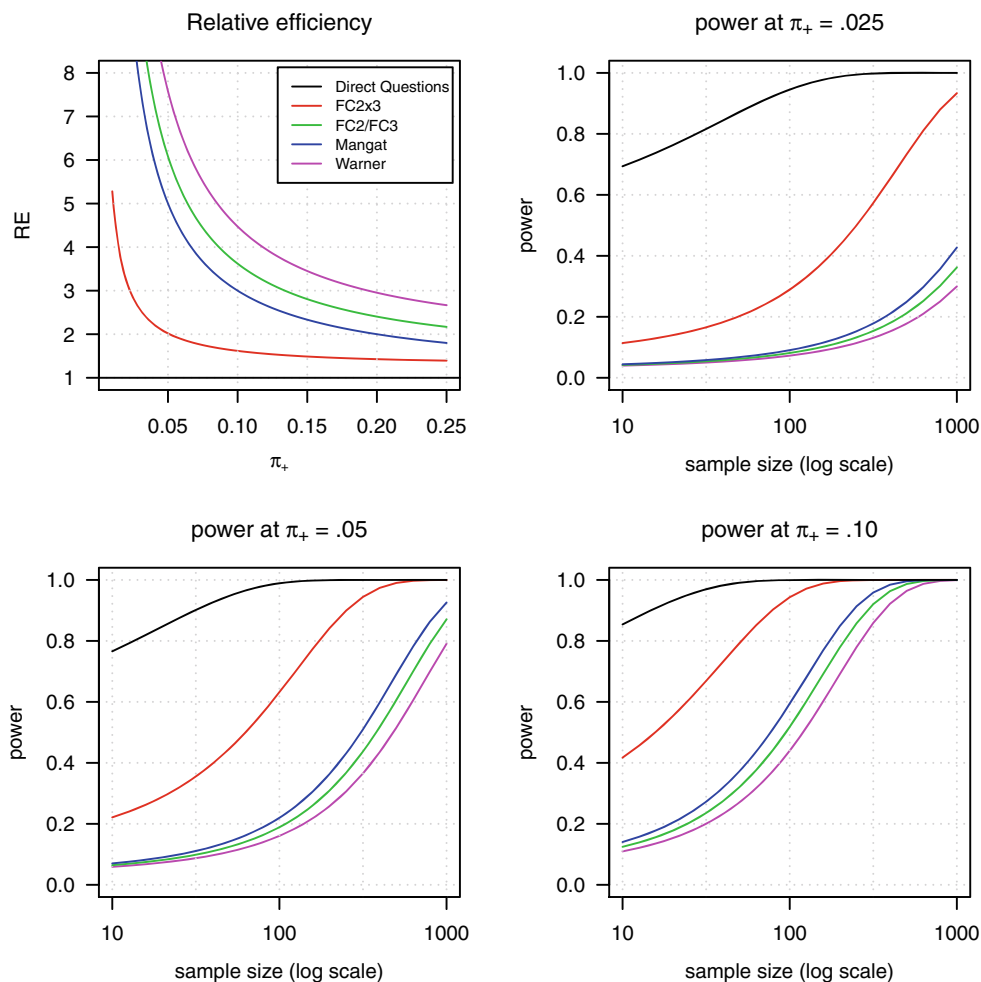 Relative efficiency
RE
8
7
6
5
4
3
2
1
0.05 0.10 0.15 0.20 0.25
π+
Direct Questions
FC2x3
FC2/FC3
Mangat
Warner
power at π+ = .025
power
1.0
0.8
0.6
0.4
0.2
0.0
10 100 1000
sample size (log scale)
power at π+ = .05
power
1.0
0.8
0.6
0.4
0.2
0.0
10 100 1000
sample size (log scale)
power at π+ = .10
power
1.0
0.8
0.6
0.4
0.2
0.0
10 100 1000
sample size (log scale)